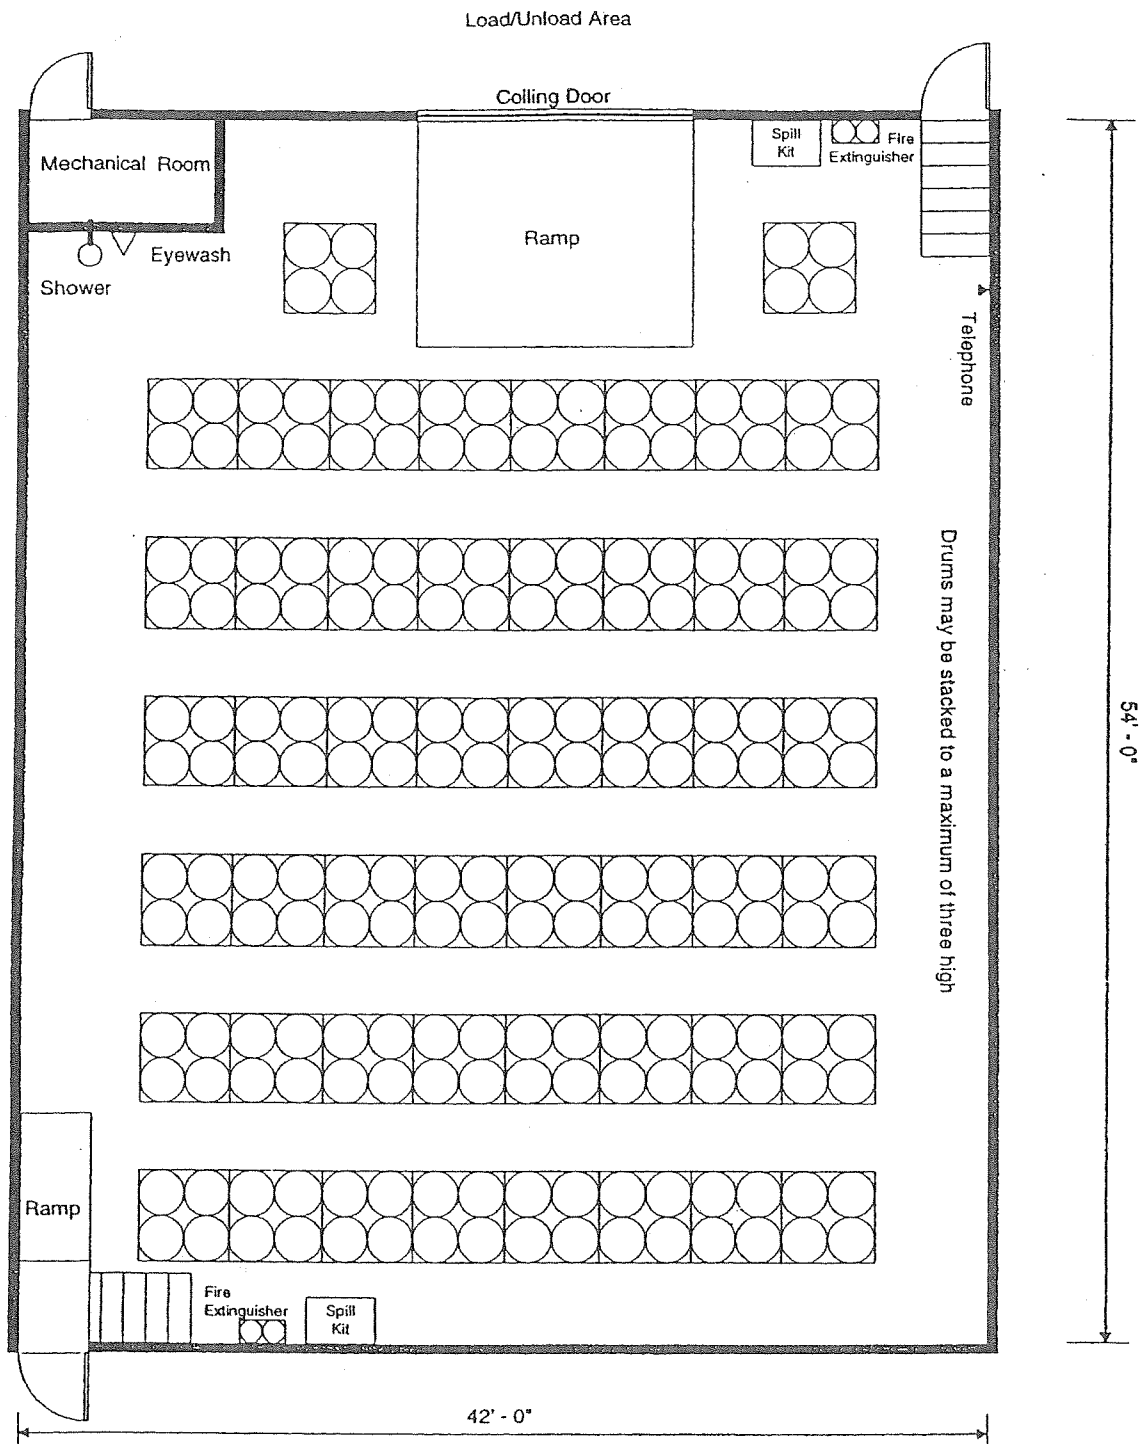 Load/Unload Area
Colling Door
Mechanical Room
Spill
Kit
Fire
Extinguisher
Ramp
Eyewash
Shower
Telephone
Drums may be stacked to a maximum of three high
54' - 0"
Ramp
Fire
Extinguisher
Spill
Kit
42' - 0"